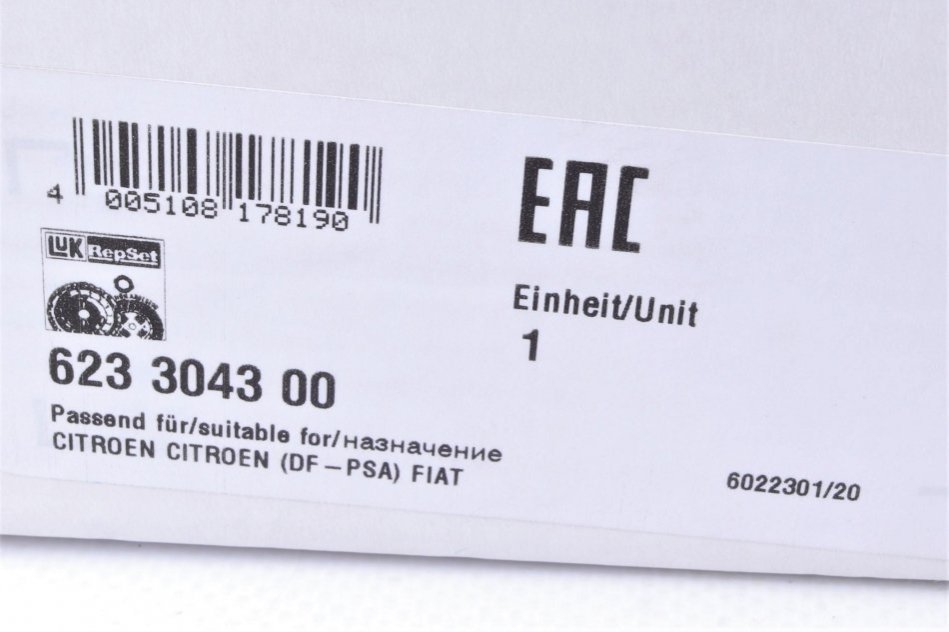 4 005108 178190
EAC
LuK RepSet
Einheit/Unit
1
623 3043 00
Passend für/suitable for/назначение
CITROEN CITROEN (DF-PSA) FIAT
6022301/20